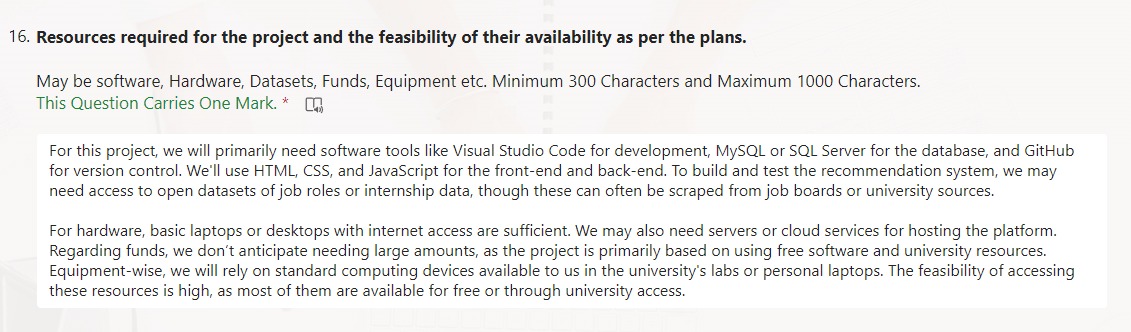 16. Resources required for the project and the feasibility of their availability as per the plans.
May be software, Hardware, Datasets, Funds, Equipment etc. Minimum 300 Characters and Maximum 1000 Characters.
This Question Carries One Mark. *
For this project, we will primarily need software tools like Visual Studio Code for development, MySQL or SQL Server for the database, and GitHub
for version control. We'll use HTML, CSS, and JavaScript for the front-end and back-end. To build and test the recommendation system, we may
need access to open datasets of job roles or internship data, though these can often be scraped from job boards or university sources.
For hardware, basic laptops or desktops with internet access are sufficient. We may also need servers or cloud services for hosting the platform.
Regarding funds, we don't anticipate needing large amounts, as the project is primarily based on using free software and university resources.
Equipment-wise, we will rely on standard computing devices available to us in the university's labs or personal laptops. The feasibility of accessing
these resources is high, as most of them are available for free or through university access.